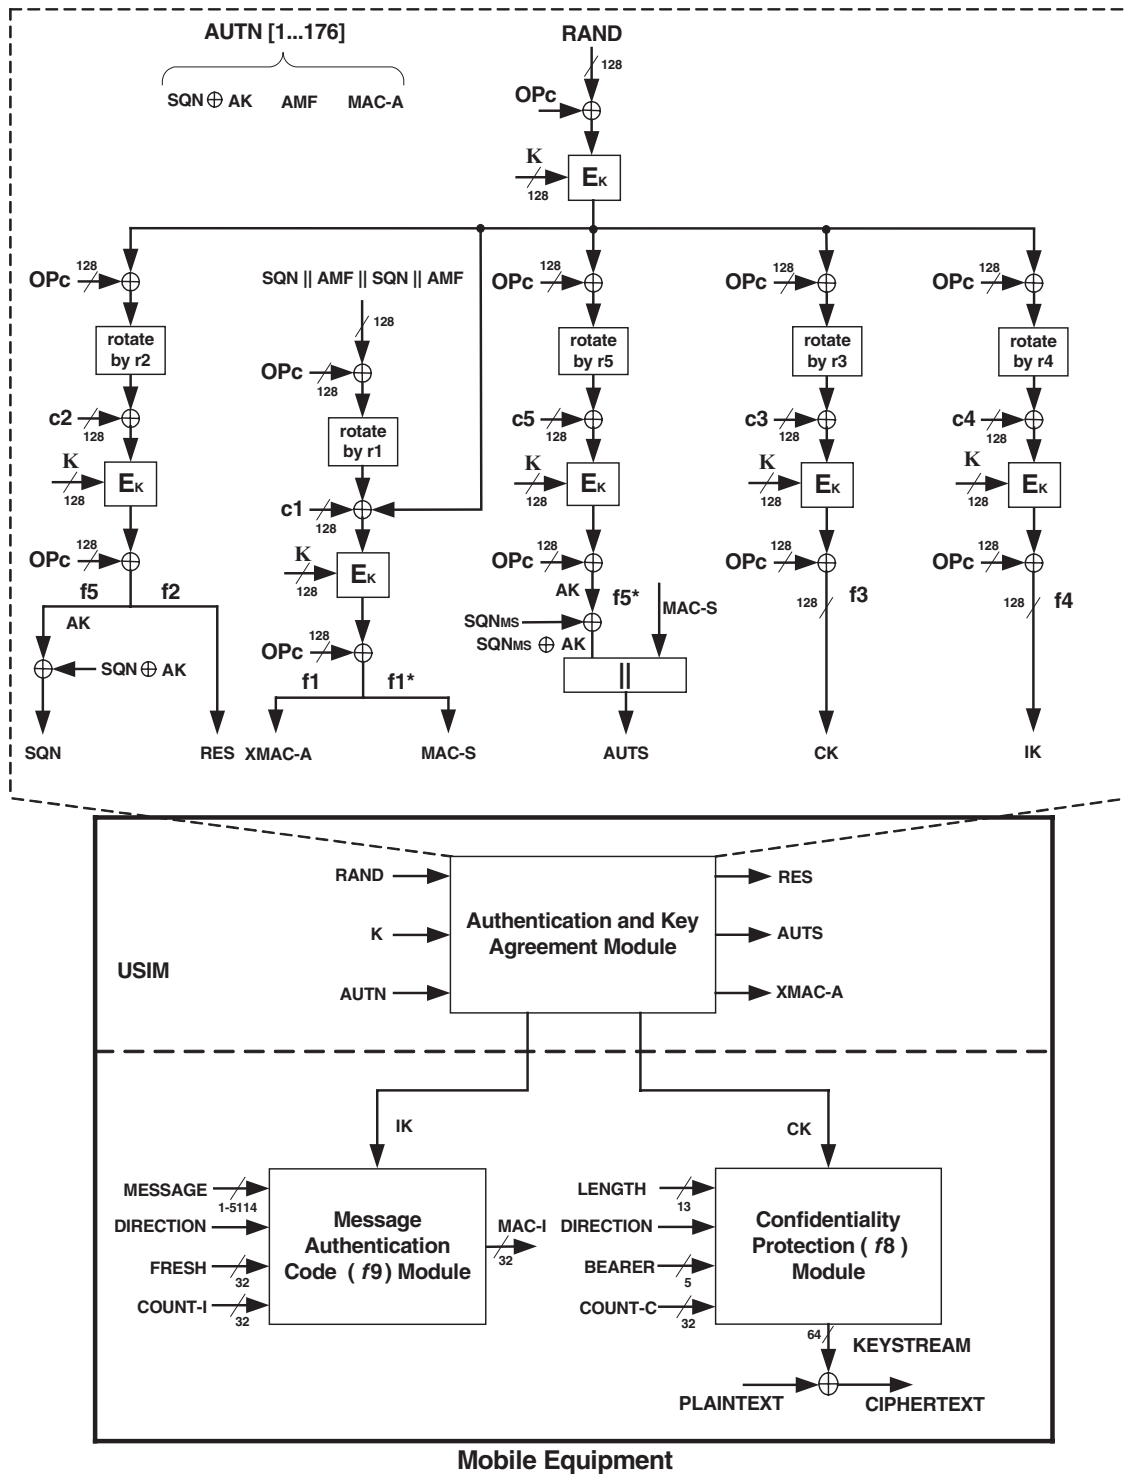 AUTN [1...176]
SQN ⊕ AK AMF MAC-A
RAND
128
OPc
K
128
EK
OPc 128
rotate
by r2
c2
128
K
128
EK
OPc 128
f5 f2
AK
SQN ⊕ AK
SQN
RES
SQN || AMF || SQN || AMF
128
OPc
128
rotate
by r1
c1
128
K
128
EK
OPc 128
f1 f1*
XMAC-A
MAC-S
OPc 128
rotate
by r5
c5
128
K
128
EK
OPc 128
AK f5*
MAC-S
SQNMS
SQNMS ⊕ AK
||
AUTS
OPc 128
rotate
by r3
c3
128
K
128
EK
OPc 128
128 f3
CK
OPc 128
rotate
by r4
c4
128
K
128
EK
OPc 128
128 f4
IK
USIM
RAND
K
AUTN
Authentication and Key
Agreement Module
RES
AUTS
XMAC-A
IK
CK
MESSAGE
1-5114
DIRECTION
FRESH
32
COUNT-I
32
Message
Authentication
Code ( f9) Module
MAC-I
32
LENGTH
13
DIRECTION
BEARER
5
COUNT-C
32
Confidentiality
Protection ( f8 )
Module
64
KEYSTREAM
PLAINTEXT
CIPHERTEXT
Mobile Equipment